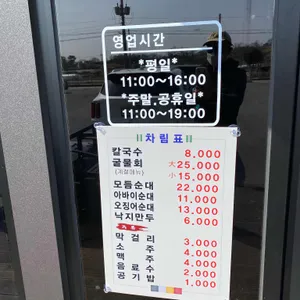 영업시간
*평일*
11:00~16:00
*주말,공휴일*
11:00~19:00
차림표
칼국수 8,000
굴물회 大25,000
小15,000
모듬순대 22,000
아바이순대 11,000
오징어순대 13,000
낙지만두 6,000
막걸리 3,000
소주 4,000
맥주 4,000
음료수 2,000
공기밥 1,000